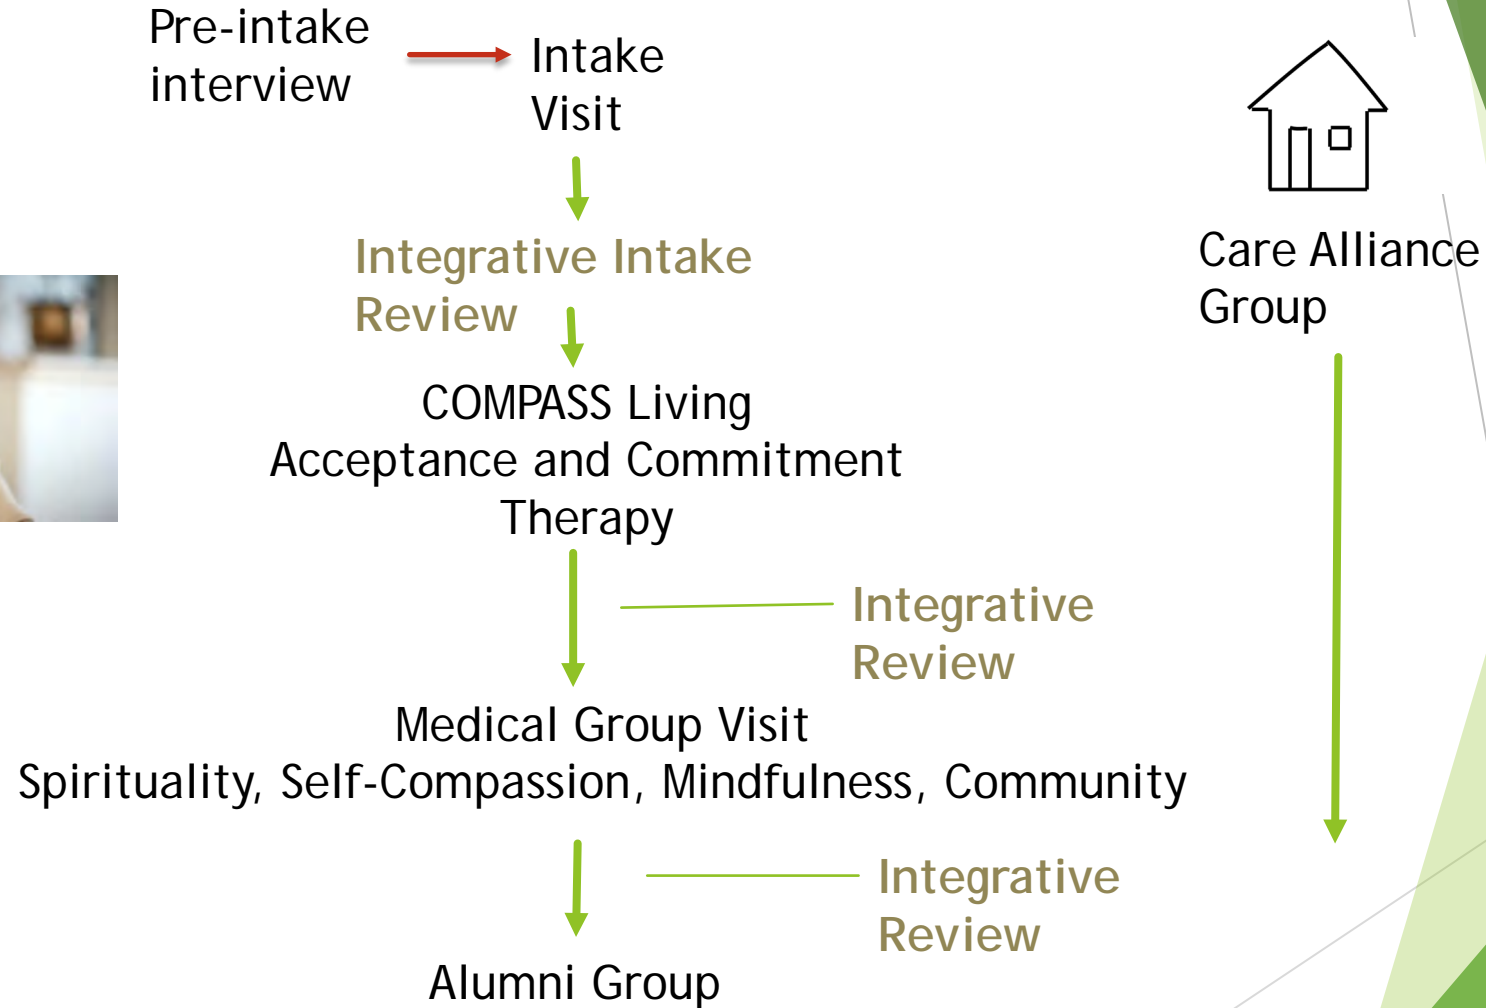 Pre-intake
interview
Intake
Visit
Integrative Intake
Review
COMPASS Living
Acceptance and Commitment
Therapy
Integrative
Review
Medical Group Visit
Spirituality, Self-Compassion, Mindfulness, Community
Integrative
Review
Alumni Group
Care Alliance
Group